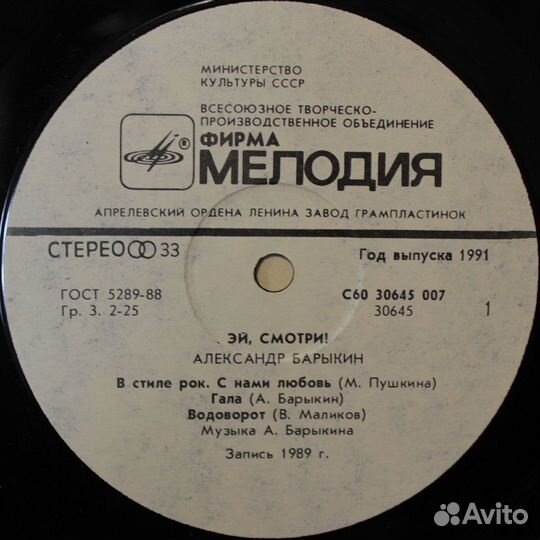 МИНИСТЕРСТВО
КУЛЬТУРЫ СССР
ВСЕСОЮЗНОЕ ТВОРЧЕСКО-
ПРОИЗВОДСТВЕННОЕ ОБЪЕДИНЕНИЕ
ФИРМА
®
МЕЛОДИЯ
АПРЕЛЕВСКИЙ ОРДЕНА ЛЕНИНА ЗАВОД ГРАМПЛАСТИНОК
СТЕРЕО 33 Год выпуска 1991
ГОСТ 5289-88 С60 30645 007
Гр. 3. 2-25 30645 1
ЭЙ, СМОТРИ!
АЛЕКСАНДР БАРЫКИН
В стиле рок. С нами любовь (М. Пушкина)
Гала (А. Барыкин)
Водоворот (В. Маликов)
Музыка А. Барыкина
Запись 1989 г.
Avito